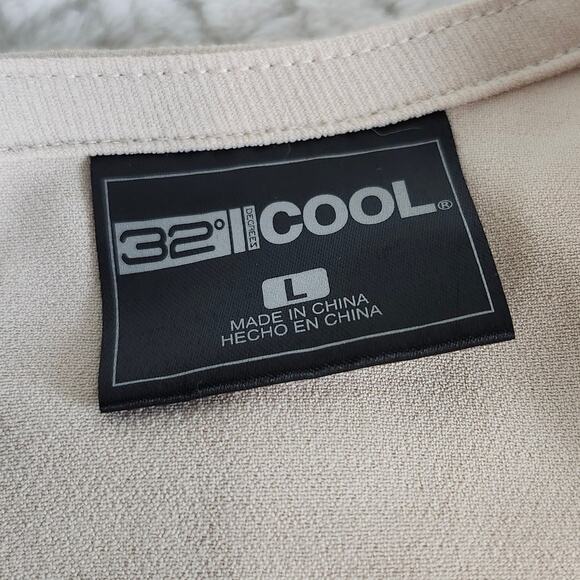 32° DEGREES COOL®
L
MADE IN CHINA
HECHO EN CHINA